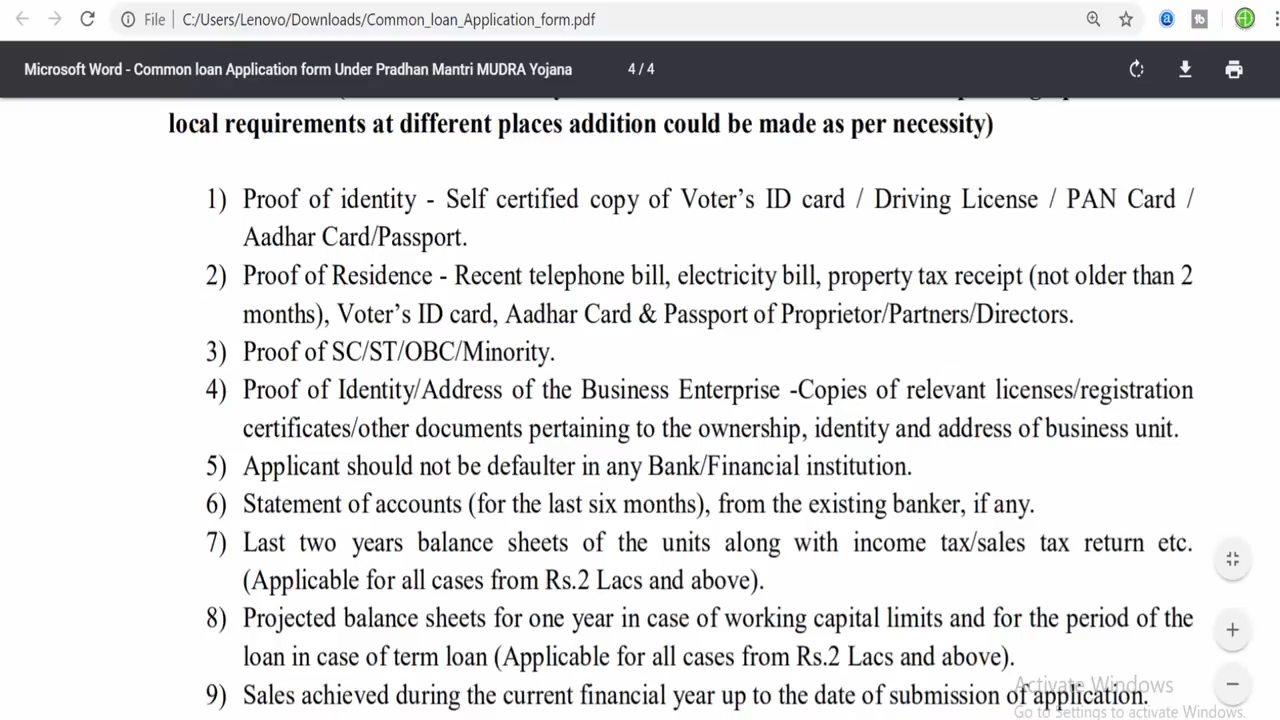 File C:/Users/Lenovo/Downloads/Common_loan_Application_form.pdf
Microsoft Word - Common loan Application form Under Pradhan Mantri MUDRA Yojana 4 / 4
local requirements at different places addition could be made as per necessity)
1) Proof of identity - Self certified copy of Voter's ID card / Driving License / PAN Card /
Aadhar Card/Passport.
2) Proof of Residence - Recent telephone bill, electricity bill, property tax receipt (not older than 2
months), Voter's ID card, Aadhar Card & Passport of Proprietor/Partners/Directors.
3) Proof of SC/ST/OBC/Minority.
4) Proof of Identity/Address of the Business Enterprise -Copies of relevant licenses/registration
certificates/other documents pertaining to the ownership, identity and address of business unit.
5) Applicant should not be defaulter in any Bank/Financial institution.
6) Statement of accounts (for the last six months), from the existing banker, if any.
7) Last two years balance sheets of the units along with income tax/sales tax return etc.
(Applicable for all cases from Rs.2 Lacs and above).
8) Projected balance sheets for one year in case of working capital limits and for the period of the
loan in case of term loan (Applicable for all cases from Rs.2 Lacs and above).
9) Sales achieved during the current financial year up to the date of submission of application.
Activate Windows
Go to Settings to activate Windows.